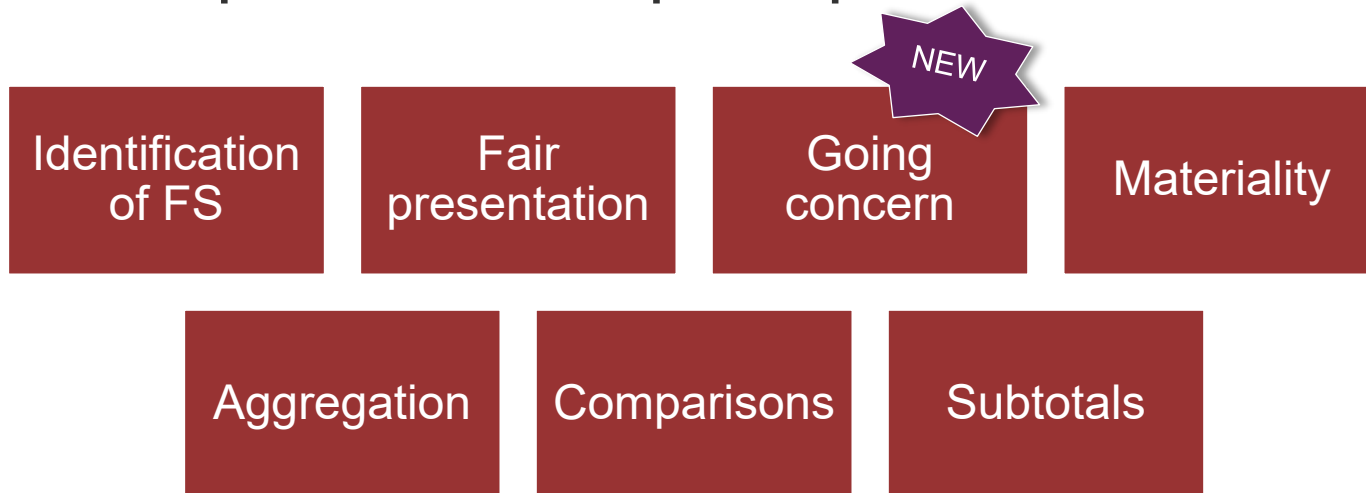 NEW
Identification
of FS
Fair
presentation
Going
concern
Materiality
Aggregation
Comparisons
Subtotals